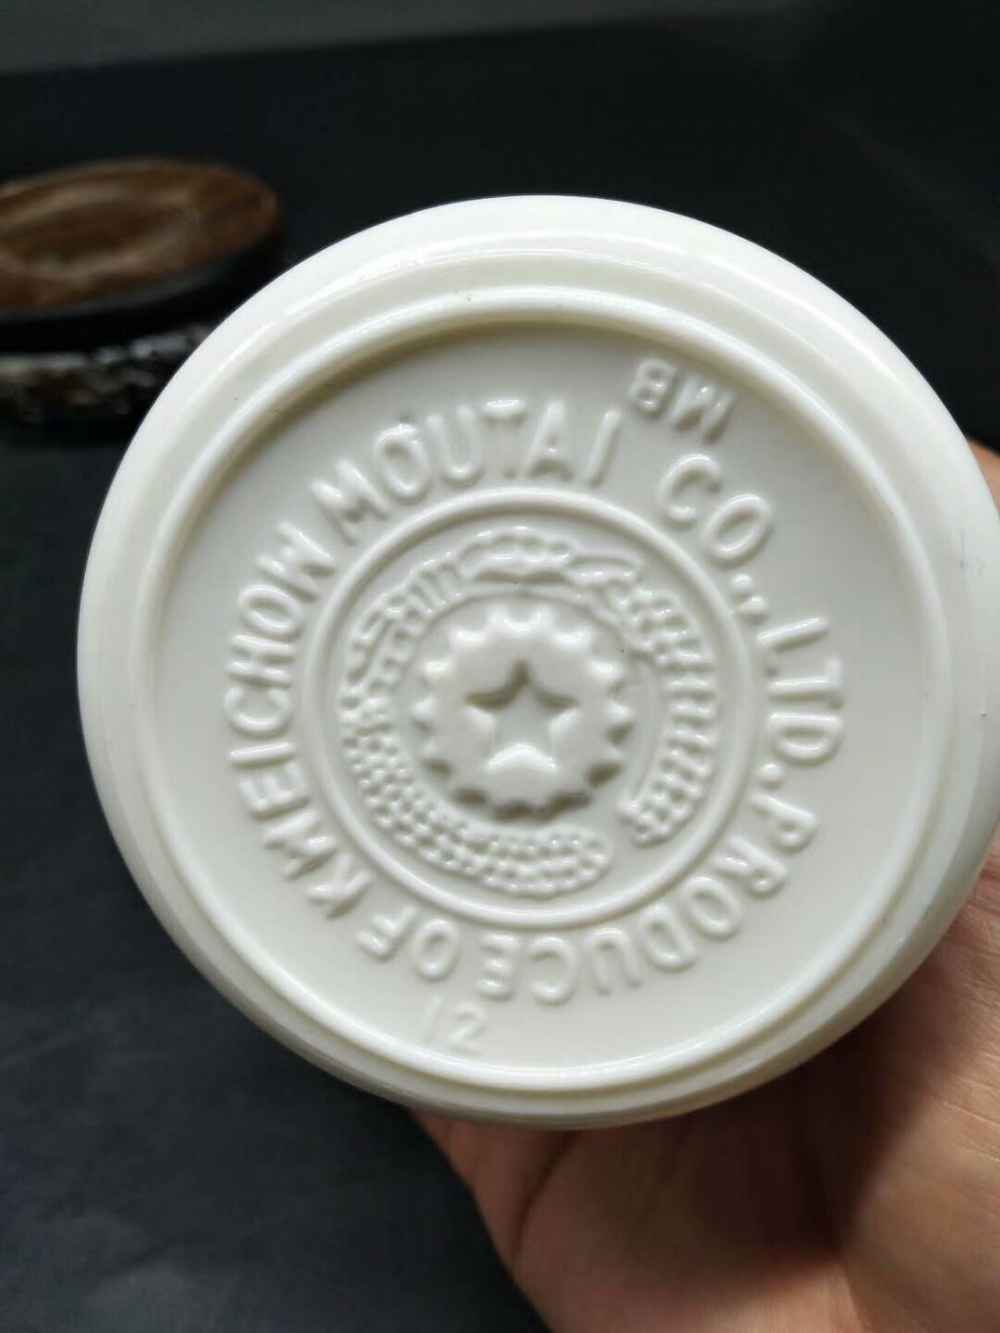 PRODUCE OF KWEICHOW MOUTAI CO.,LTD.
MB
12